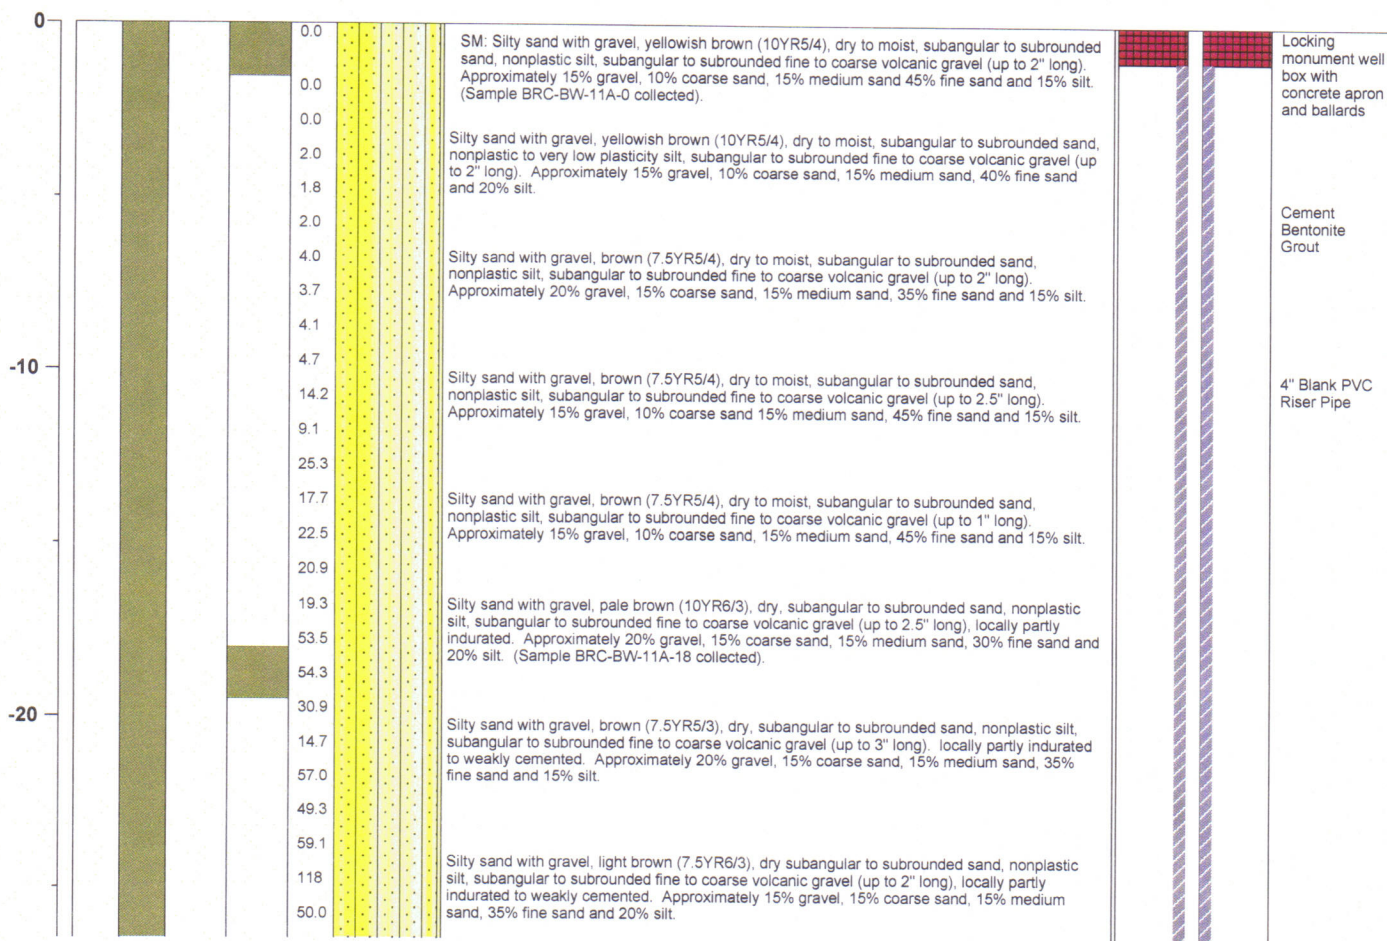 0
-10
-20
0.0
0.0
0.0
2.0
1.8
2.0
4.0
3.7
4.1
4.7
14.2
9.1
25.3
17.7
22.5
20.9
19.3
53.5
54.3
30.9
14.7
57.0
49.3
59.1
118
50.0
SM: Silty sand with gravel, yellowish brown (10YR5/4), dry to moist, subangular to subrounded
sand, nonplastic silt, subangular to subrounded fine to coarse volcanic gravel (up to 2" long).
Approximately 15% gravel, 10% coarse sand, 15% medium sand 45% fine sand and 15% silt.
(Sample BRC-BW-11A-0 collected).
Silty sand with gravel, yellowish brown (10YR5/4), dry to moist, subangular to subrounded sand,
nonplastic to very low plasticity silt, subangular to subrounded fine to coarse volcanic gravel (up
to 2" long). Approximately 15% gravel, 10% coarse sand, 15% medium sand, 40% fine sand
and 20% silt.
Silty sand with gravel, brown (7.5YR5/4), dry to moist, subangular to subrounded sand,
nonplastic silt, subangular to subrounded fine to coarse volcanic gravel (up to 2" long).
Approximately 20% gravel, 15% coarse sand, 15% medium sand, 35% fine sand and 15% silt.
Silty sand with gravel, brown (7.5YR5/4), dry to moist, subangular to subrounded sand,
nonplastic silt, subangular to subrounded fine to coarse volcanic gravel (up to 2.5" long).
Approximately 15% gravel, 10% coarse sand 15% medium sand, 45% fine sand and 15% silt.
Silty sand with gravel, brown (7.5YR5/4), dry to moist, subangular to subrounded sand,
nonplastic silt, subangular to subrounded fine to coarse volcanic gravel (up to 1" long).
Approximately 15% gravel, 10% coarse sand, 15% medium sand, 45% fine sand and 15% silt.
Silty sand with gravel, pale brown (10YR6/3), dry, subangular to subrounded sand, nonplastic
silt, subangular to subrounded fine to coarse volcanic gravel (up to 2.5" long), locally partly
indurated. Approximately 20% gravel, 15% coarse sand, 15% medium sand, 30% fine sand and
20% silt. (Sample BRC-BW-11A-18 collected).
Silty sand with gravel, brown (7.5YR5/3), dry, subangular to subrounded sand, nonplastic silt,
subangular to subrounded fine to coarse volcanic gravel (up to 3" long). locally partly indurated
to weakly cemented. Approximately 20% gravel, 15% coarse sand, 15% medium sand, 35%
fine sand and 15% silt.
Silty sand with gravel, light brown (7.5YR6/3), dry subangular to subrounded sand, nonplastic
silt, subangular to subrounded fine to coarse volcanic gravel (up to 2" long), locally partly
indurated to weakly cemented. Approximately 15% gravel, 15% coarse sand, 15% medium
sand, 35% fine sand and 20% silt.
Locking
monument well
box with
concrete apron
and ballards
Cement
Bentonite
Grout
4" Blank PVC
Riser Pipe